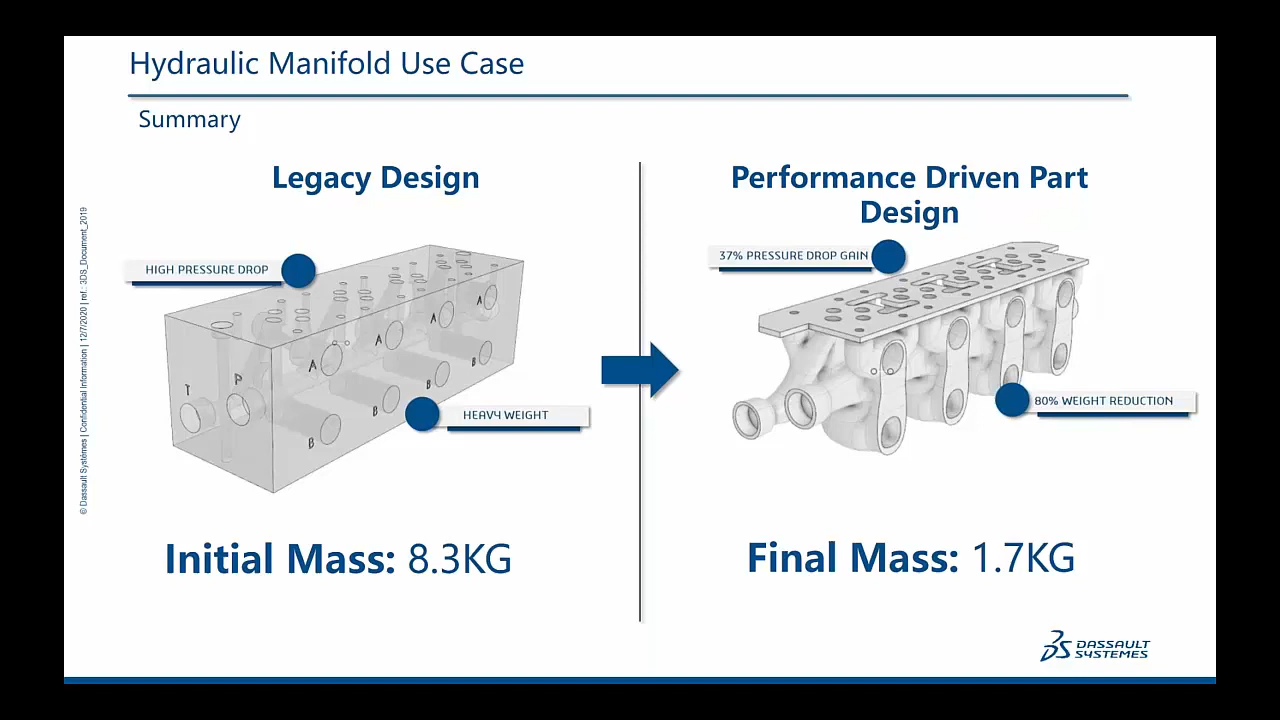 Hydraulic Manifold Use Case
Summary
Legacy Design
HIGH PRESSURE DROP
T
P
A
A
A
A
B
B
B
B
HEAVY WEIGHT
Initial Mass: 8.3KG
Performance Driven Part
Design
37% PRESSURE DROP GAIN
80% WEIGHT REDUCTION
Final Mass: 1.7KG
© Dassault Systèmes | Confidential Information | 12/7/2020 | ref.: 3DS_Document_2019
3DS DASSAULT
SYSTEMES